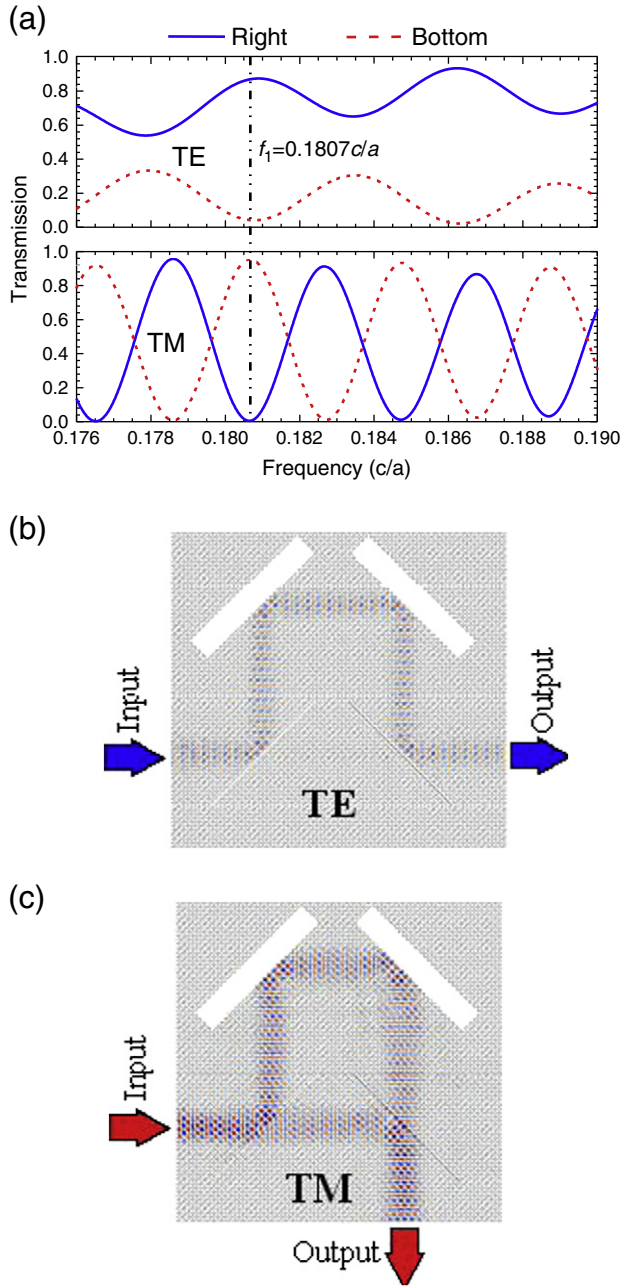 (a)
Right
Bottom
1.0
0.8
0.6
0.4
0.2
0.0
TE
f1=0.1807c/a
Transmission
1.0
0.8
0.6
0.4
0.2
0.0
TM
0.176
0.178
0.180
0.182
0.184
0.186
0.188
0.190
Frequency (c/a)
(b)
Input
Output
TE
(c)
Input
TM
Output